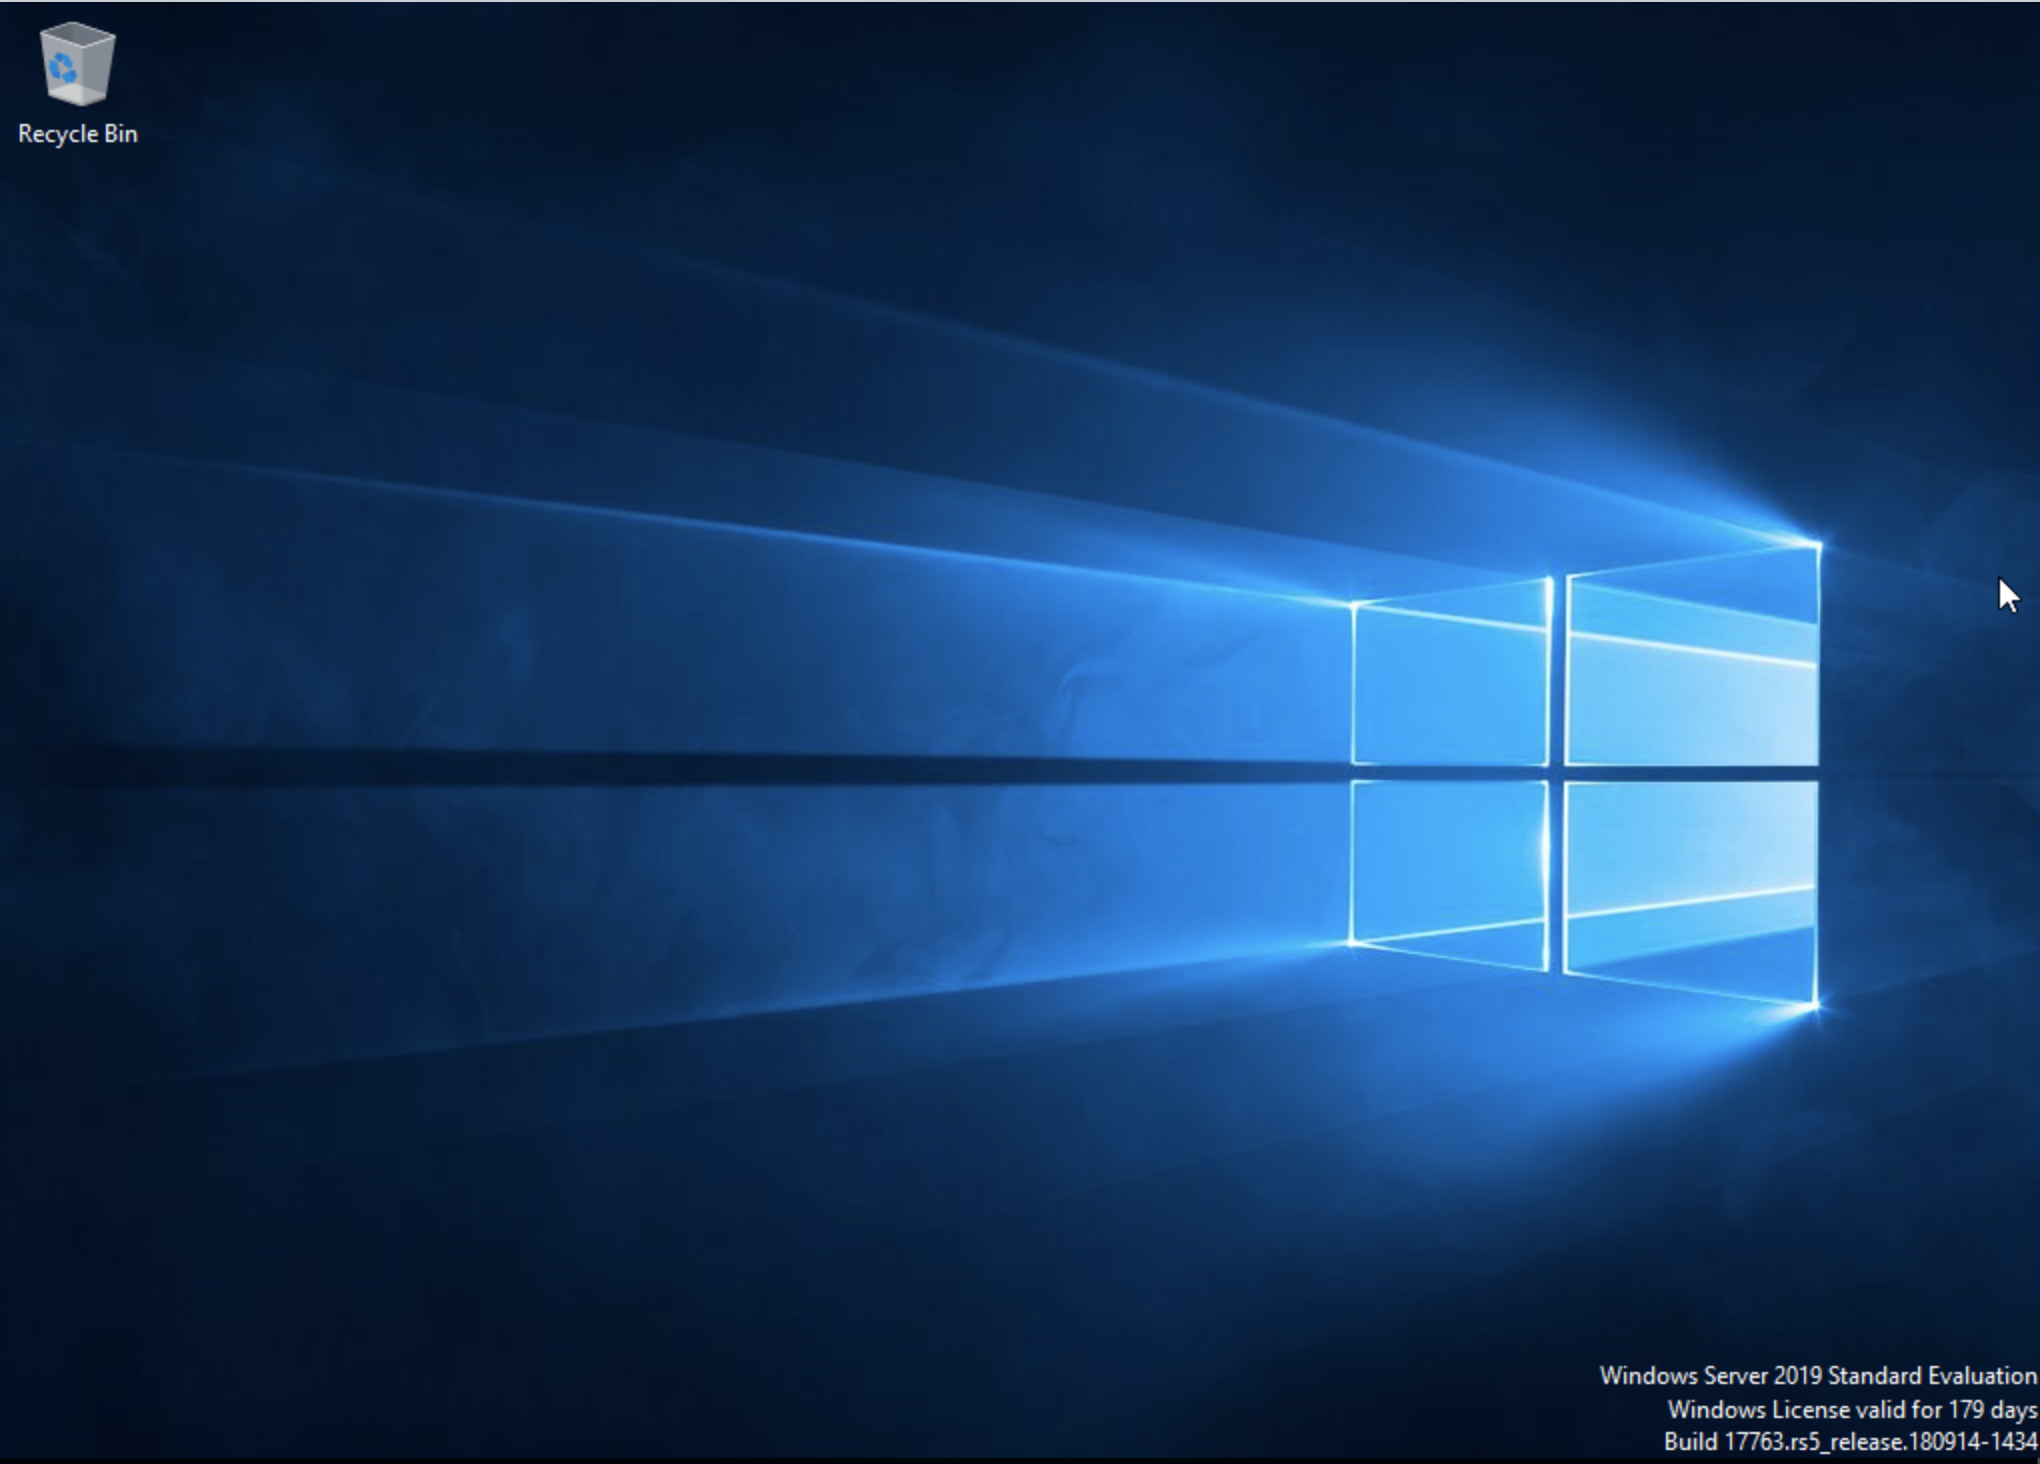 Recycle Bin
Windows Server 2019 Standard Evaluation
Windows License valid for 179 days
Build 17763.rs5_release.180914-1434